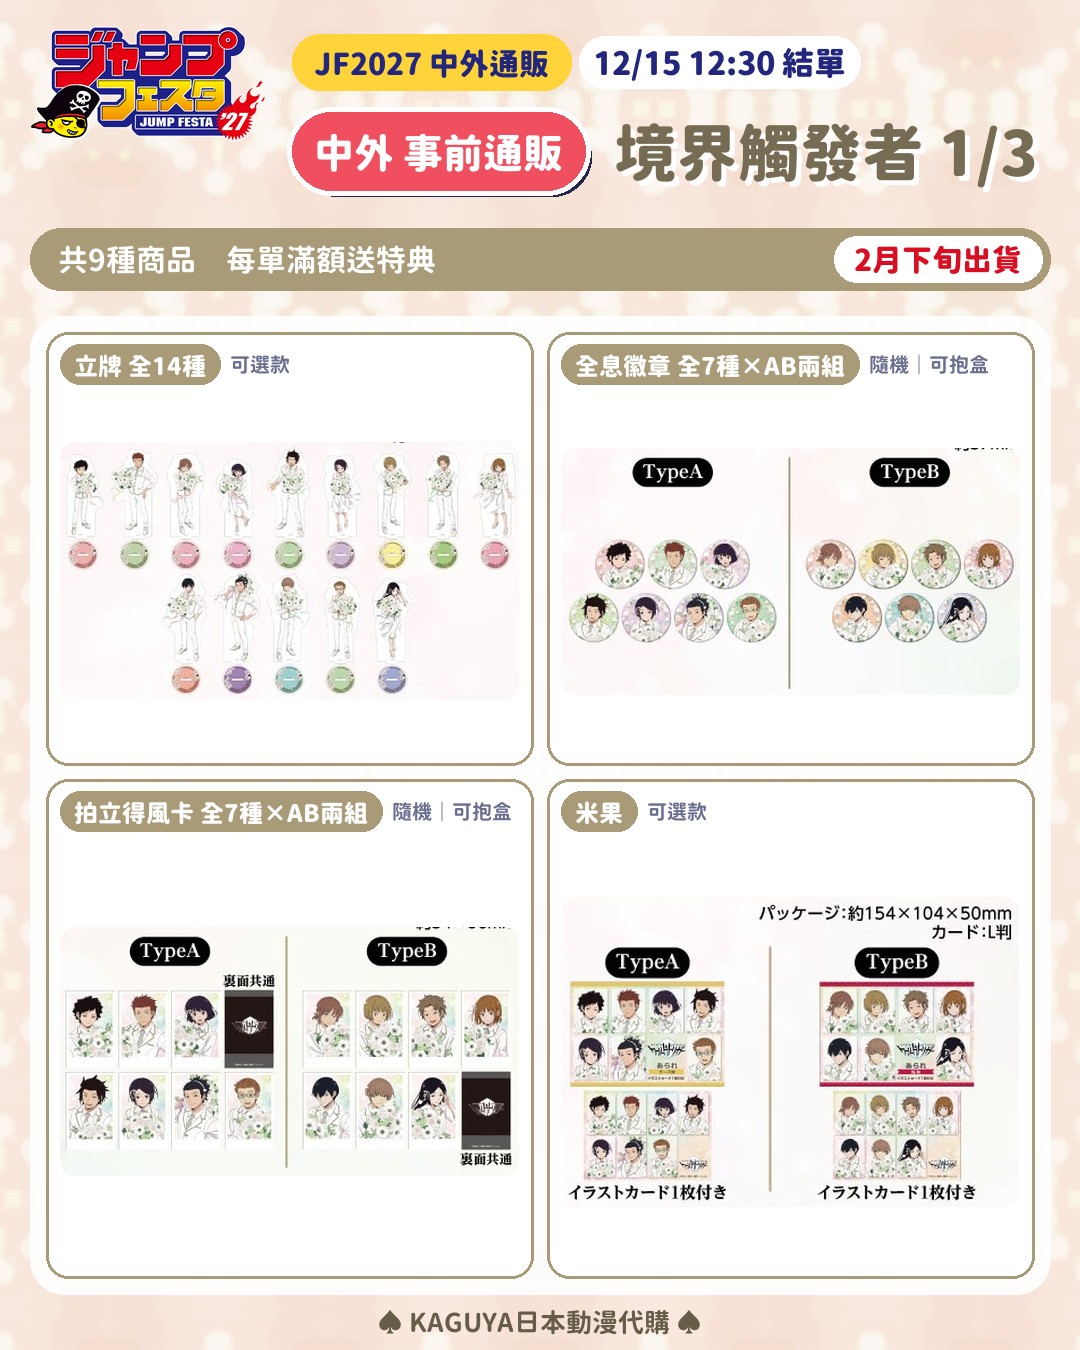 ジャンプ
フェスタ
JUMP FESTA
'27
JF2027 中外通販
12/15 12:30 結單
中外 事前通販
境界觸發者 1/3
共9種商品 每單滿額送特典
2月下旬出貨
立牌 全14種
可選款
全息徽章 全7種×AB兩組
隨機｜可抱盒
TypeA
TypeB
拍立得風卡 全7種×AB兩組
隨機｜可抱盒
TypeA
裏面共通
TypeB
裏面共通
米果
可選款
パッケージ:約154×104×50mm
カード:L判
TypeA
あられ
イラストカード1枚付き
TypeB
あられ
イラストカード1枚付き
♠ KAGUYA日本動漫代購 ♠